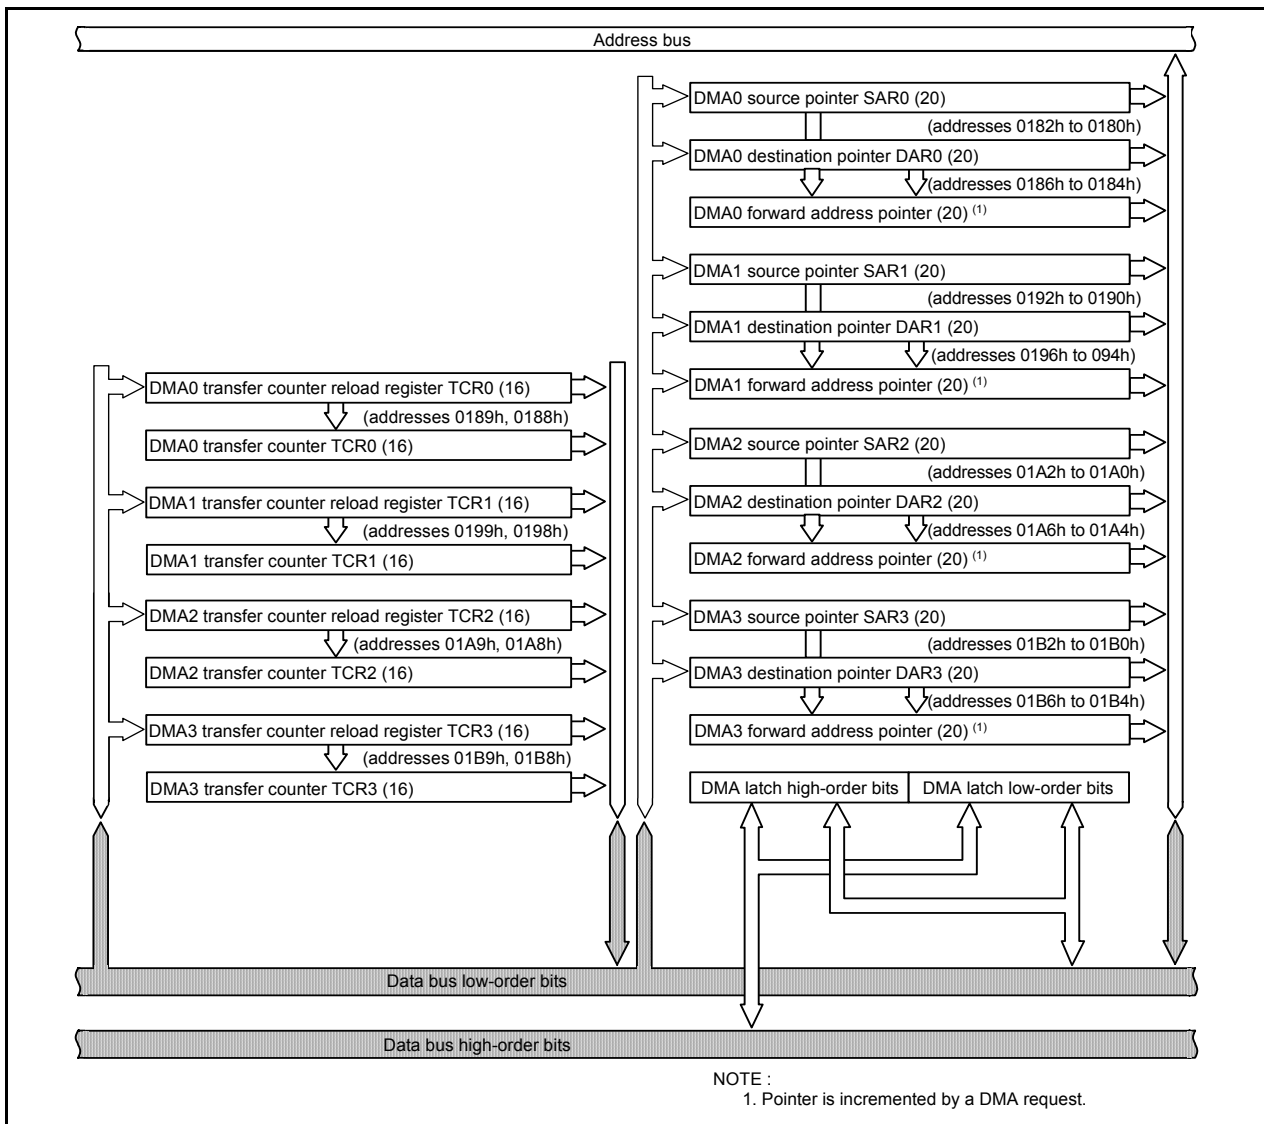 Address bus
DMA0 source pointer SAR0 (20)
(addresses 0182h to 0180h)
DMA0 destination pointer DAR0 (20)
(addresses 0186h to 0184h)
DMA0 forward address pointer (20) (1)
DMA1 source pointer SAR1 (20)
(addresses 0192h to 0190h)
DMA1 destination pointer DAR1 (20)
(addresses 0196h to 094h)
DMA1 forward address pointer (20) (1)
DMA2 source pointer SAR2 (20)
(addresses 01A2h to 01A0h)
DMA2 destination pointer DAR2 (20)
(addresses 01A6h to 01A4h)
DMA2 forward address pointer (20) (1)
DMA3 source pointer SAR3 (20)
(addresses 01B2h to 01B0h)
DMA3 destination pointer DAR3 (20)
(addresses 01B6h to 01B4h)
DMA3 forward address pointer (20) (1)
DMA0 transfer counter reload register TCR0 (16)
(addresses 0189h, 0188h)
DMA0 transfer counter TCR0 (16)
DMA1 transfer counter reload register TCR1 (16)
(addresses 0199h, 0198h)
DMA1 transfer counter TCR1 (16)
DMA2 transfer counter reload register TCR2 (16)
(addresses 01A9h, 01A8h)
DMA2 transfer counter TCR2 (16)
DMA3 transfer counter reload register TCR3 (16)
(addresses 01B9h, 01B8h)
DMA3 transfer counter TCR3 (16)
DMA latch high-order bits
DMA latch low-order bits
Data bus low-order bits
Data bus high-order bits
NOTE :
1. Pointer is incremented by a DMA request.